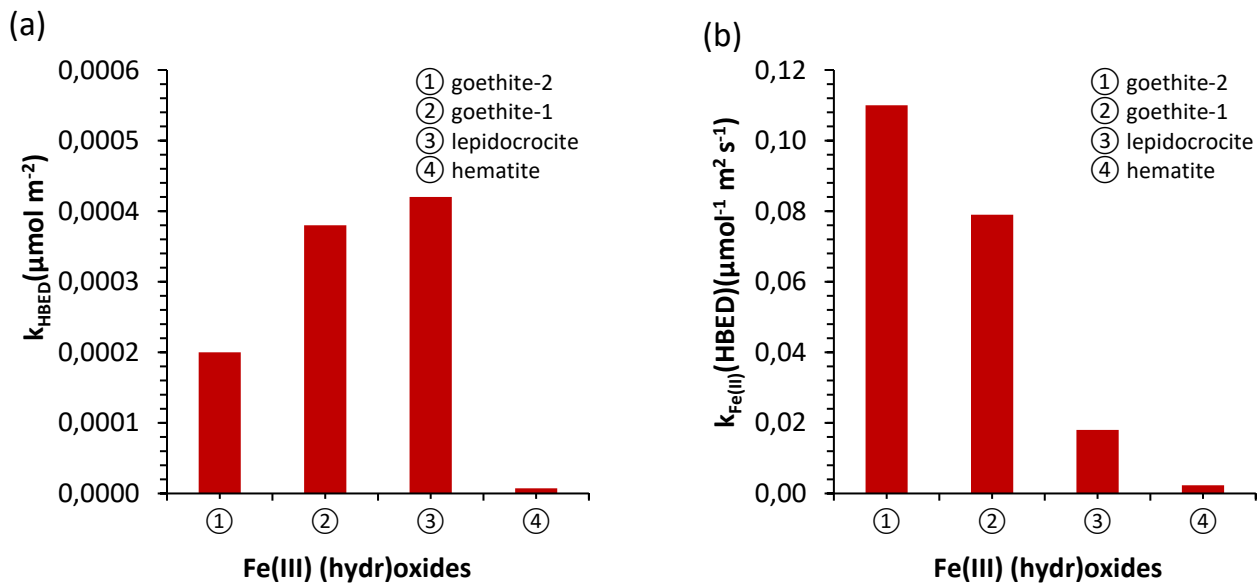 (a)
0,0006
0,0005
0,0004
0,0003
0,0002
0,0001
0,0000
k_HBED(µmol m⁻²)
① goethite-2
② goethite-1
③ lepidocrocite
④ hematite
① ② ③ ④
Fe(III) (hydr)oxides
(b)
0,12
0,10
0,08
0,06
0,04
0,02
0,00
k_Fe(II)(HBED)(µmol⁻¹ m² s⁻¹)
① goethite-2
② goethite-1
③ lepidocrocite
④ hematite
① ② ③ ④
Fe(III) (hydr)oxides